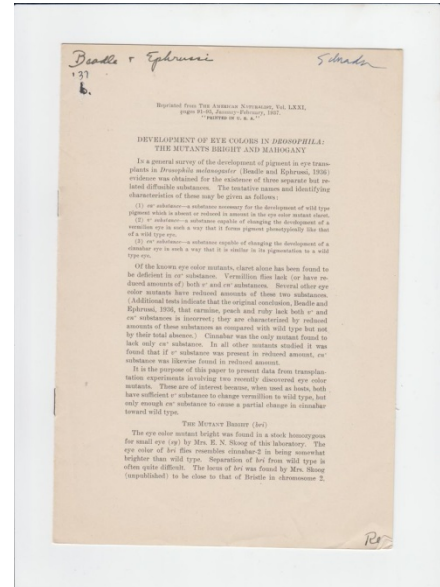 Beadle & Ephrussi
'37
b.
Schrader
Reprinted from THE AMERICAN NATURALIST, Vol. LXXI,
pages 91-95, January-February, 1937.
"PRINTED IN U. S. A."
DEVELOPMENT OF EYE COLORS IN DROSOPHILA:
THE MUTANTS BRIGHT AND MAHOGANY
In a general survey of the development of pigment in eye trans-
plants in Drosophila melanogaster (Beadle and Ephrussi, 1936)
evidence was obtained for the existence of three separate but re-
lated diffusible substances. The tentative names and identifying
characteristics of these may be given as follows:
(1) ca⁺ substance—a substance necessary for the development of wild type
pigment which is absent or reduced in amount in the eye color mutant claret.
(2) v⁺ substance—a substance capable of changing the development of a
vermilion eye in such a way that it forms pigment phenotypically like that
of a wild type eye.
(3) cn⁺ substance—a substance capable of changing the development of a
cinnabar eye in such a way that it is similar in its pigmentation to a wild
type eye.
Of the known eye color mutants, claret alone has been found to
be deficient in ca⁺ substance. Vermilion flies lack (or have re-
duced amounts of) both v⁺ and cn⁺ substances. Several other eye
color mutants have reduced amounts of these two substances.
(Additional tests indicate that the original conclusion, Beadle and
Ephrussi, 1936, that carmine, peach and ruby lack both v⁺ and
cn⁺ substances is incorrect; they are characterized by reduced
amounts of these substances as compared with wild type but not
by their total absence.) Cinnabar was the only mutant found to
lack only cn⁺ substance. In all other mutants studied it was
found that if v⁺ substance was present in reduced amount, cn⁺
substance was likewise found in reduced amount.
It is the purpose of this paper to present data from transplan-
tation experiments involving two recently discovered eye color
mutants. These are of interest because, when used as hosts, both
have sufficient v⁺ substance to change vermilion to wild type, but
only enough cn⁺ substance to cause a partial change in cinnabar
toward wild type.
THE MUTANT BRIGHT (bri)
The eye color mutant bright was found in a stock homozygous
for small eye (sy) by Mrs. E. N. Skoog of this laboratory. The
eye color of bri flies resembles cinnabar-2 in being somewhat
brighter than wild type. Separation of bri from wild type is
often quite difficult. The locus of bri was found by Mrs. Skoog
(unpublished) to be close to that of Bristle in chromosome 2,